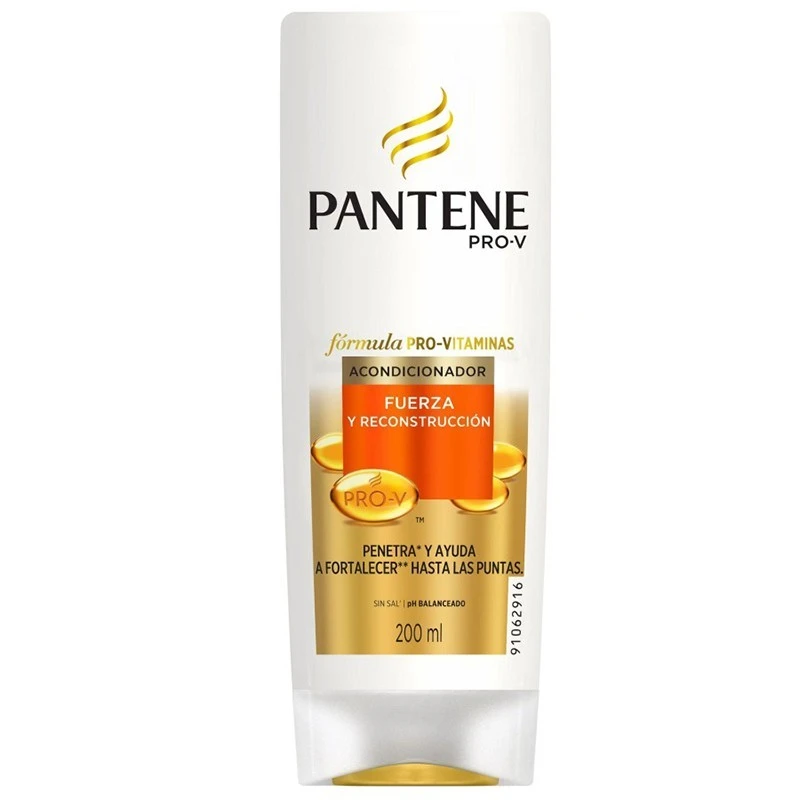 PANTENE
PRO-V
fórmula PRO-VITAMINAS
ACONDICIONADOR
FUERZA
Y RECONSTRUCCIÓN
PRO-V
™
PENETRA* Y AYUDA
A FORTALECER** HASTA LAS PUNTAS.
SIN SAL¹ | pH BALANCEADO
200 ml
91062916